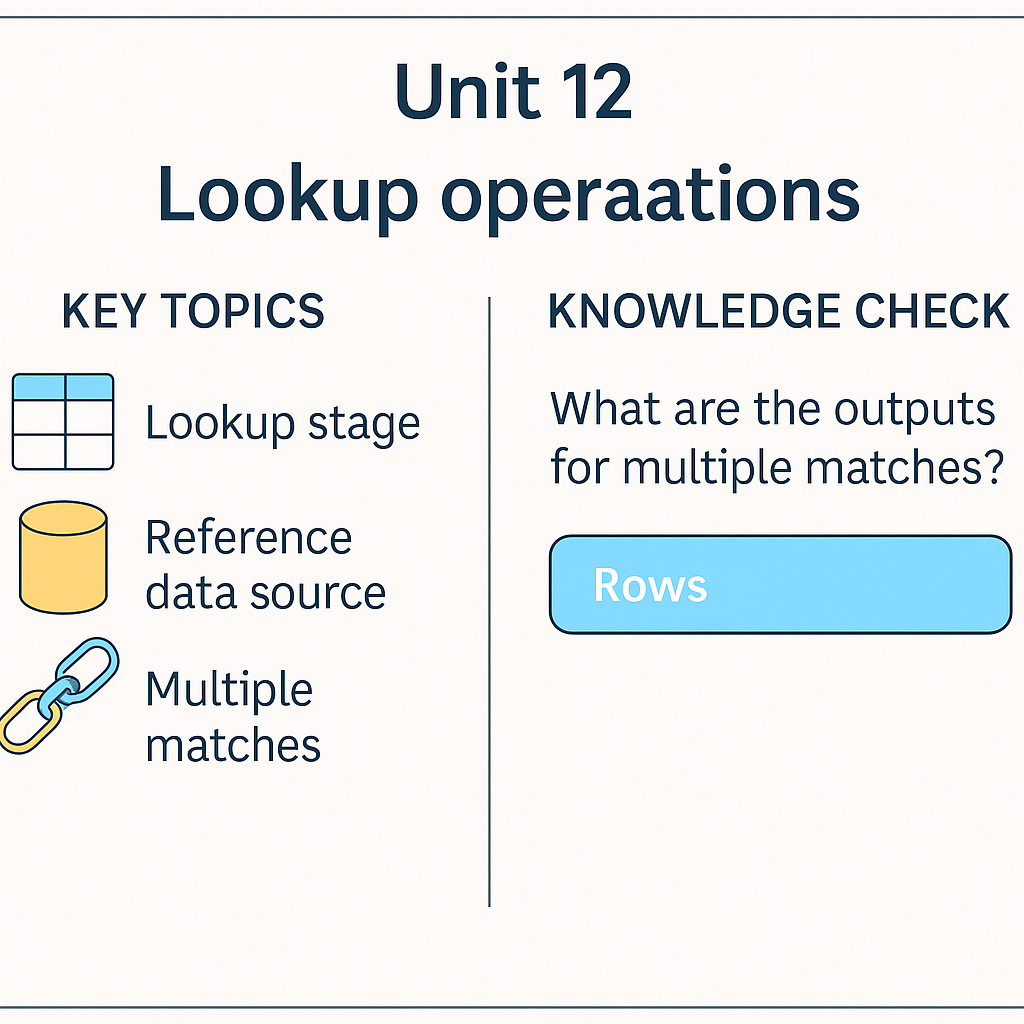 Unit 12
Lookup operaations
KEY TOPICS
Lookup stage
Reference
data source
Multiple
matches
KNOWLEDGE CHECK
What are the outputs
for multiple matches?
Rows